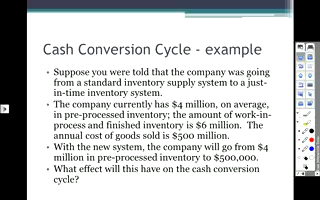 Cash Conversion Cycle - example
• Suppose you were told that the company was going
from a standard inventory supply system to a just-
in-time inventory system.
• The company currently has $4 million, on average,
in pre-processed inventory; the amount of work-in-
process and finished inventory is $6 million. The
annual cost of goods sold is $500 million.
• With the new system, the company will go from $4
million in pre-processed inventory to $500,000.
• What effect will this have on the cash conversion
cycle?